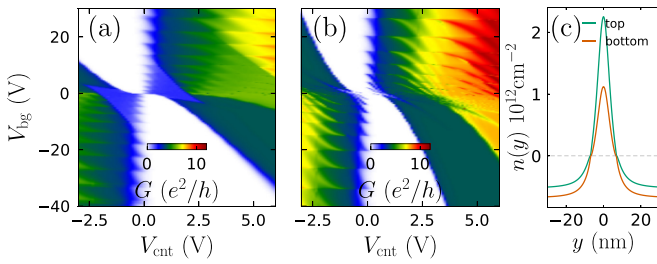 (a)
(b)
(c)
top
bottom
V_bg (V)
20
0
−20
−40
0
10
G (e²/h)
0
10
G (e²/h)
n(y) 10¹²cm⁻²
2
1
0
−2.5
0.0
2.5
5.0
V_cnt (V)
−2.5
0.0
2.5
5.0
V_cnt (V)
−20
0
20
y (nm)